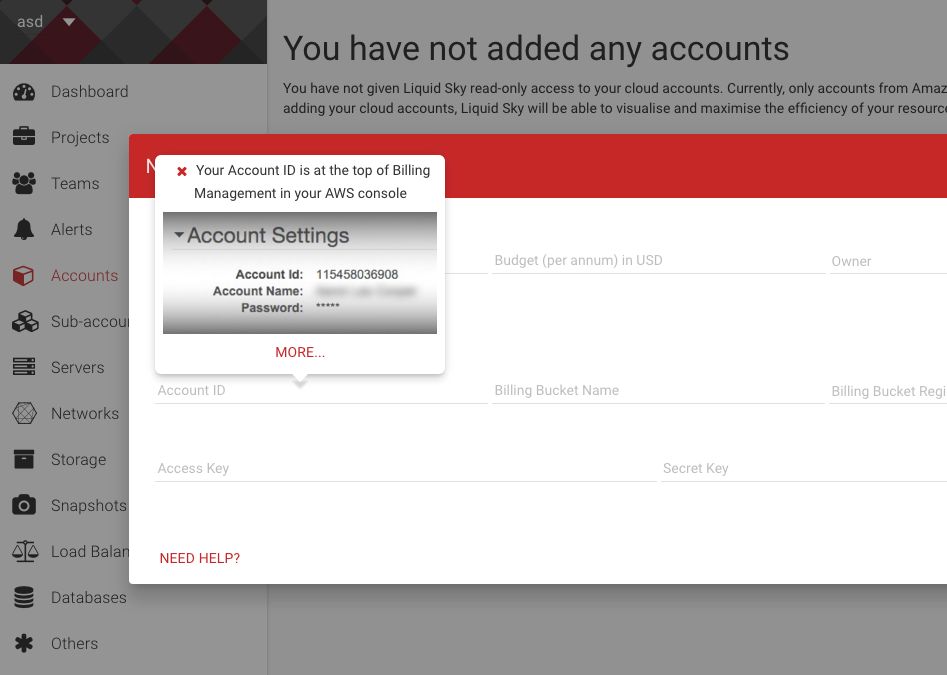 asd
You have not added any accounts
You have not given Liquid Sky read-only access to your cloud accounts. Currently, only accounts from Amaz
adding your cloud accounts, Liquid Sky will be able to visualise and maximise the efficiency of your resourc
Dashboard
Projects
Teams
Alerts
Accounts
Sub-accou
Servers
Networks
Storage
Snapshots
Load Balan
Databases
Others
N
Your Account ID is at the top of Billing
Management in your AWS console
Account Settings
Account Id: 115458036908
Account Name:
Password: *****
MORE...
Budget (per annum) in USD
Owner
Account ID
Billing Bucket Name
Billing Bucket Regi
Access Key
Secret Key
NEED HELP?